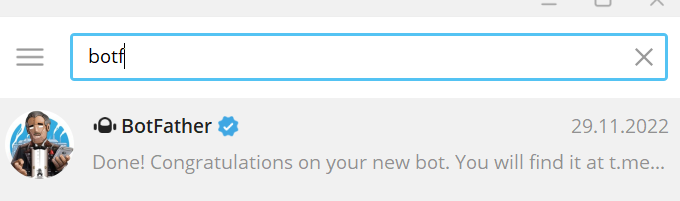 botf
BotFather 29.11.2022
Done! Congratulations on your new bot. You will find it at t.me...